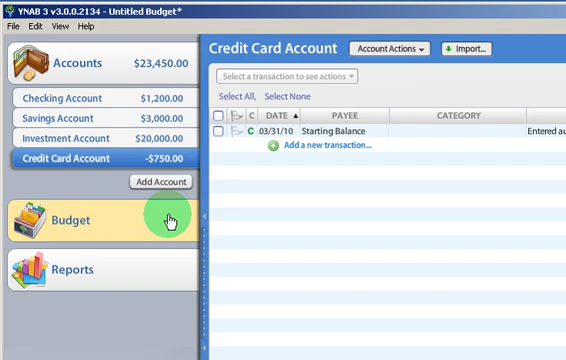 YNAB 3 v3.0.0.2134 - Untitled Budget*
File Edit View Help
Accounts $23,450.00
Checking Account $1,200.00
Savings Account $3,000.00
Investment Account $20,000.00
Credit Card Account -$750.00
Add Account
Budget
Reports
Credit Card Account Account Actions Import...
Select a transaction to see actions
Select All, Select None
C DATE PAYEE CATEGORY
C 03/31/10 Starting Balance Entered au
Add a new transaction...